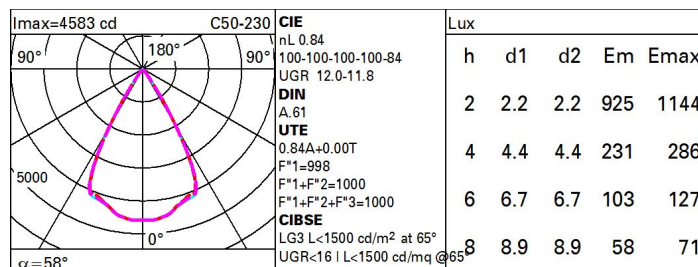 Imax=4583 cd C50-230
90° 180° 90°
5000
0°
α=58°
CIE
nL 0.84
100-100-100-100-84
UGR 12.0-11.8
DIN
A.61
UTE
0.84A+0.00T
F"1=998
F"1+F"2=1000
F"1+F"2+F"3=1000
CIBSE
LG3 L<1500 cd/m² at 65°
UGR<16 | L<1500 cd/mq @65°
Lux
h d1 d2 Em Emax
2 2.2 2.2 925 1144
4 4.4 4.4 231 286
6 6.7 6.7 103 127
8 8.9 8.9 58 71